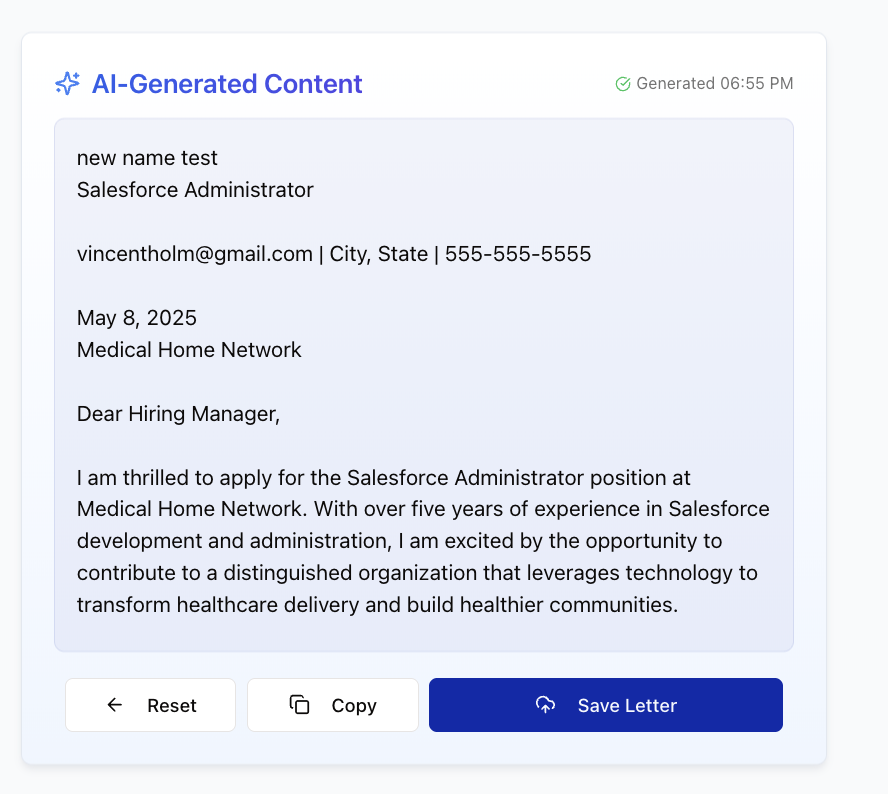 AI-Generated Content
Generated 06:55 PM
new name test
Salesforce Administrator
vincentholm@gmail.com | City, State | 555-555-5555
May 8, 2025
Medical Home Network
Dear Hiring Manager,
I am thrilled to apply for the Salesforce Administrator position at
Medical Home Network. With over five years of experience in Salesforce
development and administration, I am excited by the opportunity to
contribute to a distinguished organization that leverages technology to
transform healthcare delivery and build healthier communities.
Reset
Copy
Save Letter